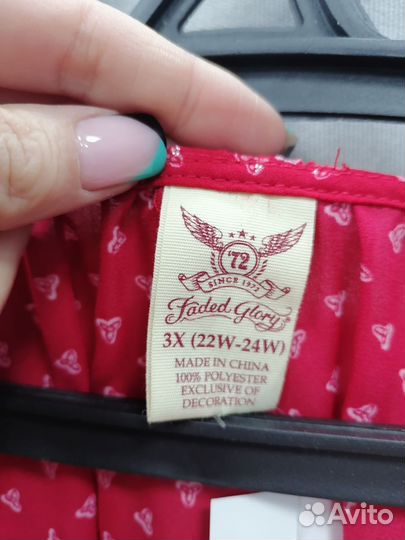 '72
SINCE 1972
Faded Glory
3X (22W-24W)
MADE IN CHINA
100% POLYESTER
EXCLUSIVE OF
DECORATION
Avito